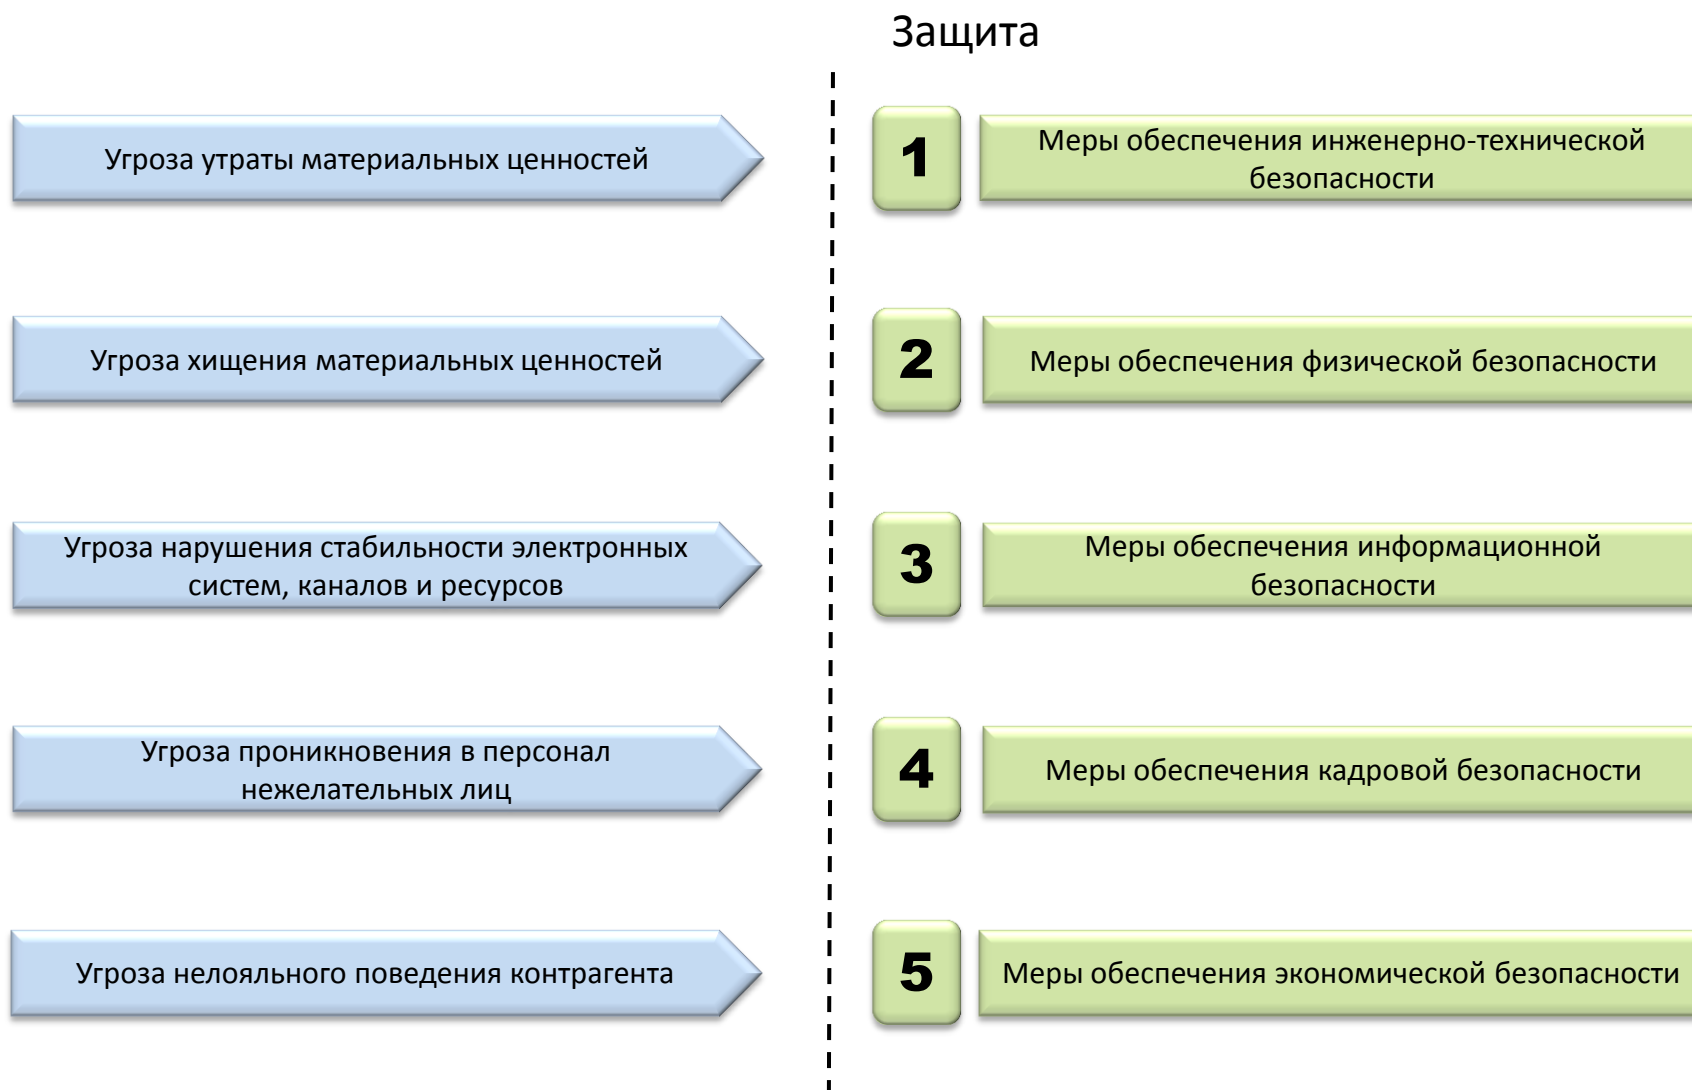 Защита
Угроза утраты материальных ценностей
1
Меры обеспечения инженерно-технической
безопасности
Угроза хищения материальных ценностей
2
Меры обеспечения физической безопасности
Угроза нарушения стабильности электронных
систем, каналов и ресурсов
3
Меры обеспечения информационной
безопасности
Угроза проникновения в персонал
нежелательных лиц
4
Меры обеспечения кадровой безопасности
Угроза нелояльного поведения контрагента
5
Меры обеспечения экономической безопасности